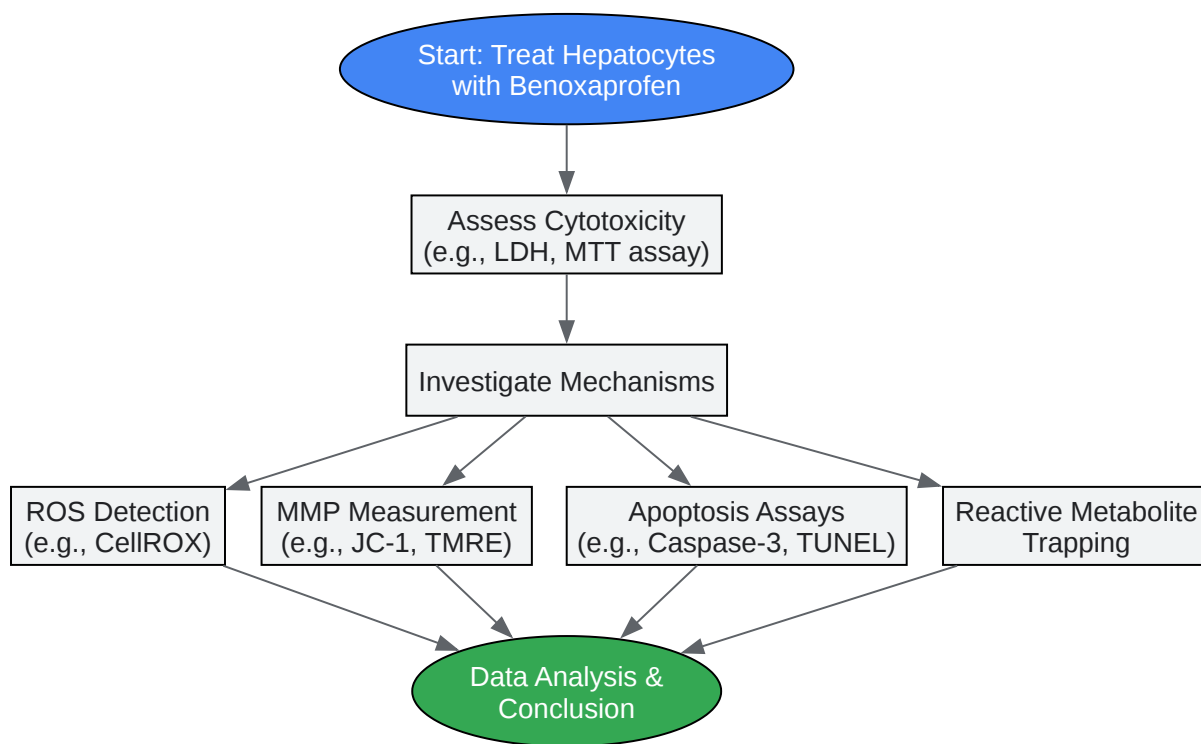 Start: Treat Hepatocytes
with Benoxaprofen
Assess Cytotoxicity
(e.g., LDH, MTT assay)
Investigate Mechanisms
ROS Detection
(e.g., CellROX)
MMP Measurement
(e.g., JC-1, TMRE)
Apoptosis Assays
(e.g., Caspase-3, TUNEL)
Reactive Metabolite
Trapping
Data Analysis &
Conclusion